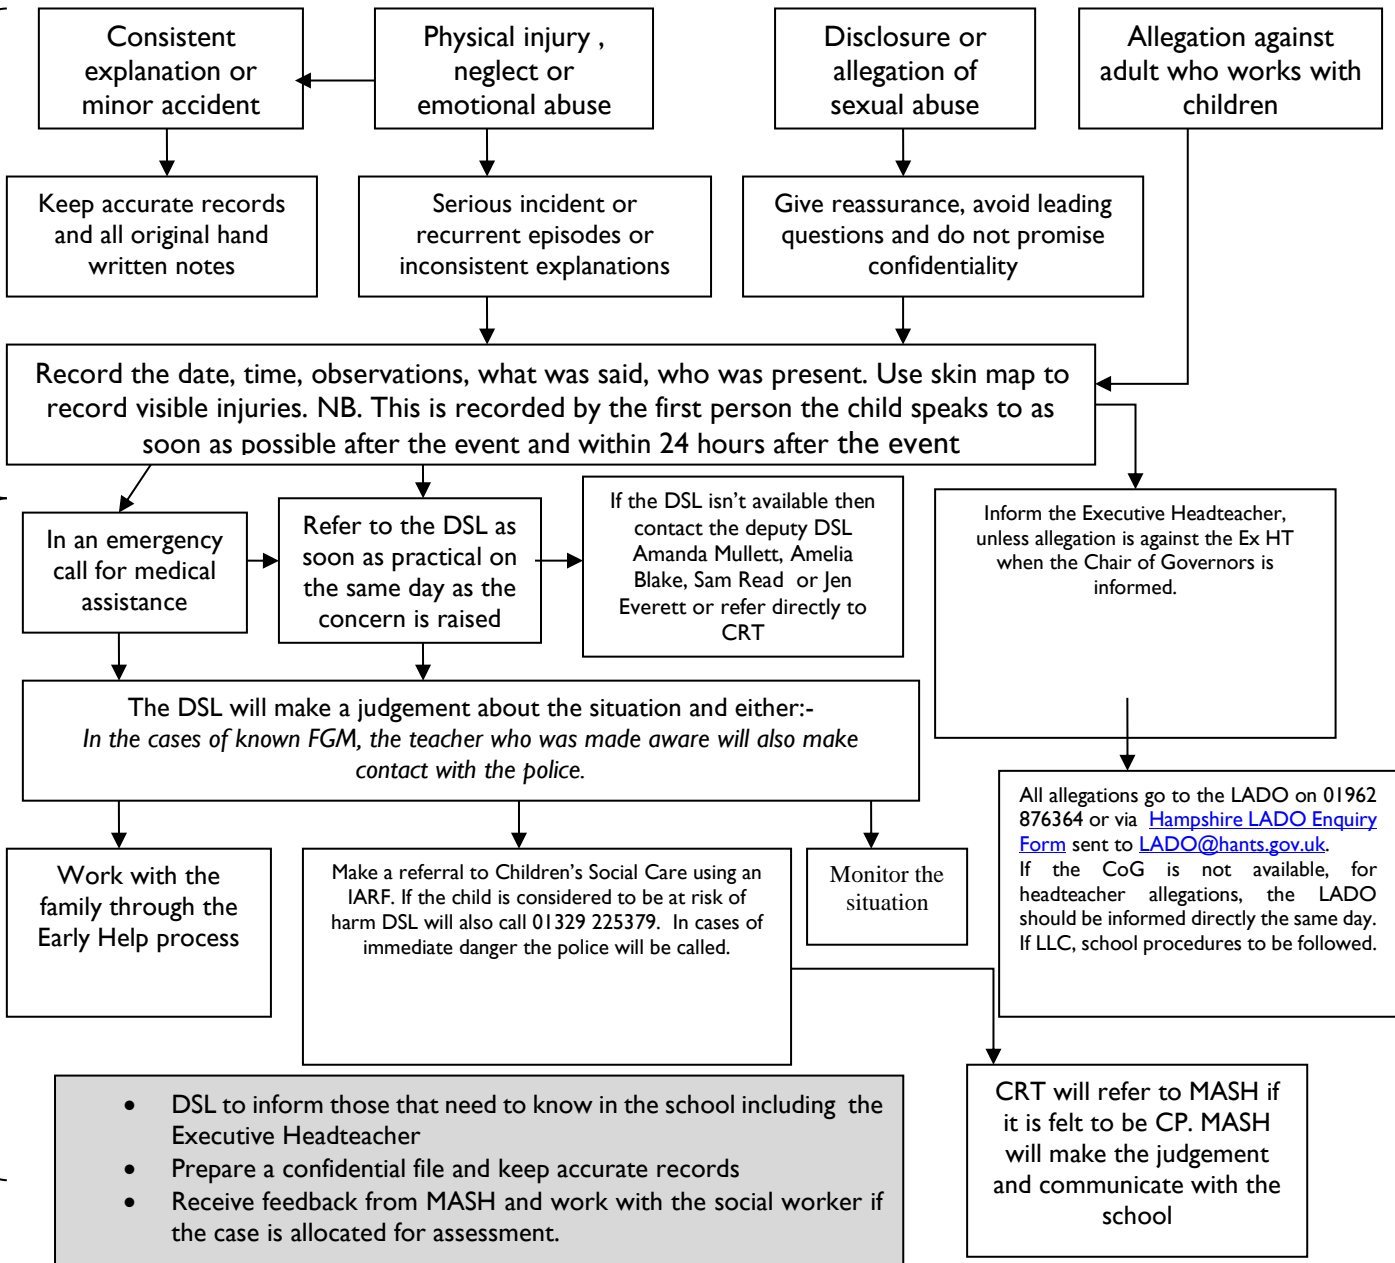 Consistent
explanation or
minor accident
Physical injury ,
neglect or
emotional abuse
Disclosure or
allegation of
sexual abuse
Allegation against
adult who works with
children
Keep accurate records
and all original hand
written notes
Serious incident or
recurrent episodes or
inconsistent explanations
Give reassurance, avoid leading
questions and do not promise
confidentiality
Record the date, time, observations, what was said, who was present. Use skin map to
record visible injuries. NB. This is recorded by the first person the child speaks to as
soon as possible after the event and within 24 hours after the event
In an emergency
call for medical
assistance
Refer to the DSL as
soon as practical on
the same day as the
concern is raised
If the DSL isn’t available then
contact the deputy DSL
Amanda Mullett, Amelia
Blake, Sam Read or Jen
Everett or refer directly to
CRT
Inform the Executive Headteacher,
unless allegation is against the Ex HT
when the Chair of Governors is
informed.
The DSL will make a judgement about the situation and either:-
In the cases of known FGM, the teacher who was made aware will also make
contact with the police.
All allegations go to the LADO on 01962
876364 or via Hampshire LADO Enquiry
Form sent to LADO@hants.gov.uk.
If the CoG is not available, for
headteacher allegations, the LADO
should be informed directly the same day.
If LLC, school procedures to be followed.
Work with the
family through the
Early Help process
Make a referral to Children’s Social Care using an
IARF. If the child is considered to be at risk of
harm DSL will also call 01329 225379. In cases of
immediate danger the police will be called.
Monitor the
situation
CRT will refer to MASH if
it is felt to be CP. MASH
will make the judgement
and communicate with the
school
• DSL to inform those that need to know in the school including the
Executive Headteacher
• Prepare a confidential file and keep accurate records
• Receive feedback from MASH and work with the social worker if
the case is allocated for assessment.